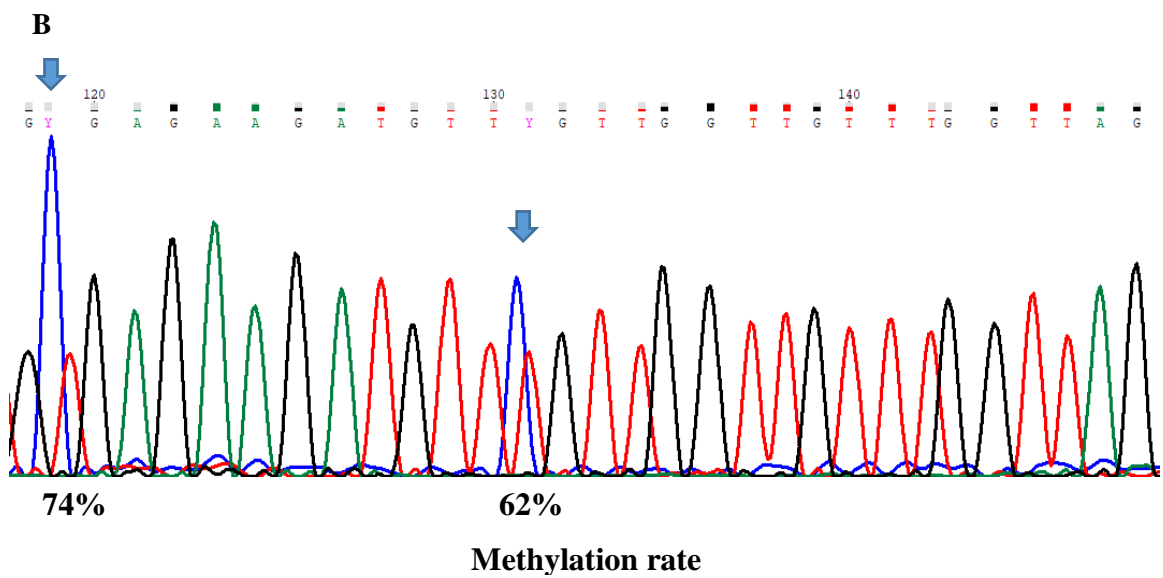 B
120 130 140
G Y G A G A A G A T G T T Y G T T G G T T G T T T G G T T A G
74% 62%
Methylation rate